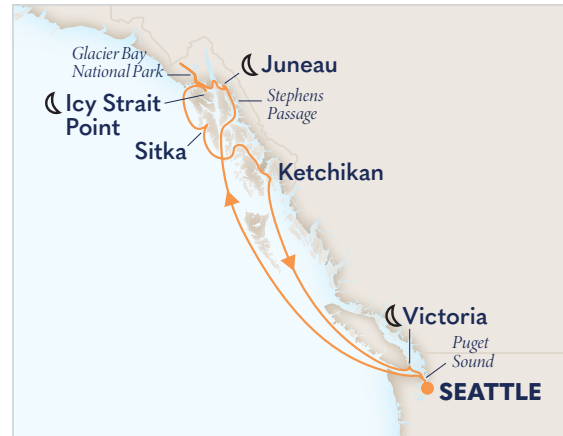 Glacier Bay
National Park
Juneau
Icy Strait
Point
Stephens
Passage
Sitka
Ketchikan
Victoria
Puget
Sound
SEATTLE